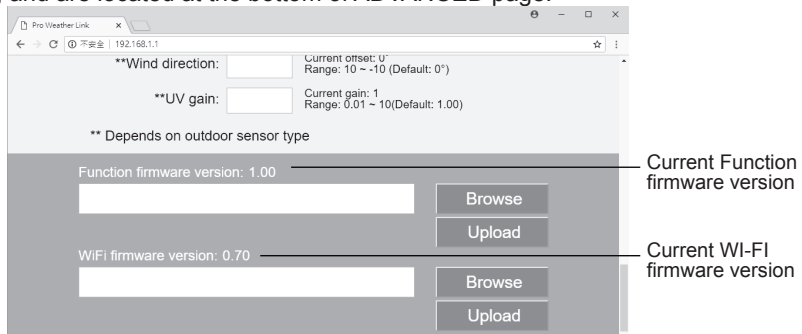 and are located at the bottom of ADVANCED page.
Pro Weather Link
不安全 | 192.168.1.1
**Wind direction:
Current offset: 0°
Range: 10 ~ -10 (Default: 0°)
**UV gain:
Current gain: 1
Range: 0.01 ~ 10(Default: 1.00)
** Depends on outdoor sensor type
Function firmware version: 1.00
Current Function
firmware version
Browse
Upload
WiFi firmware version: 0.70
Current WI-FI
firmware version
Browse
Upload